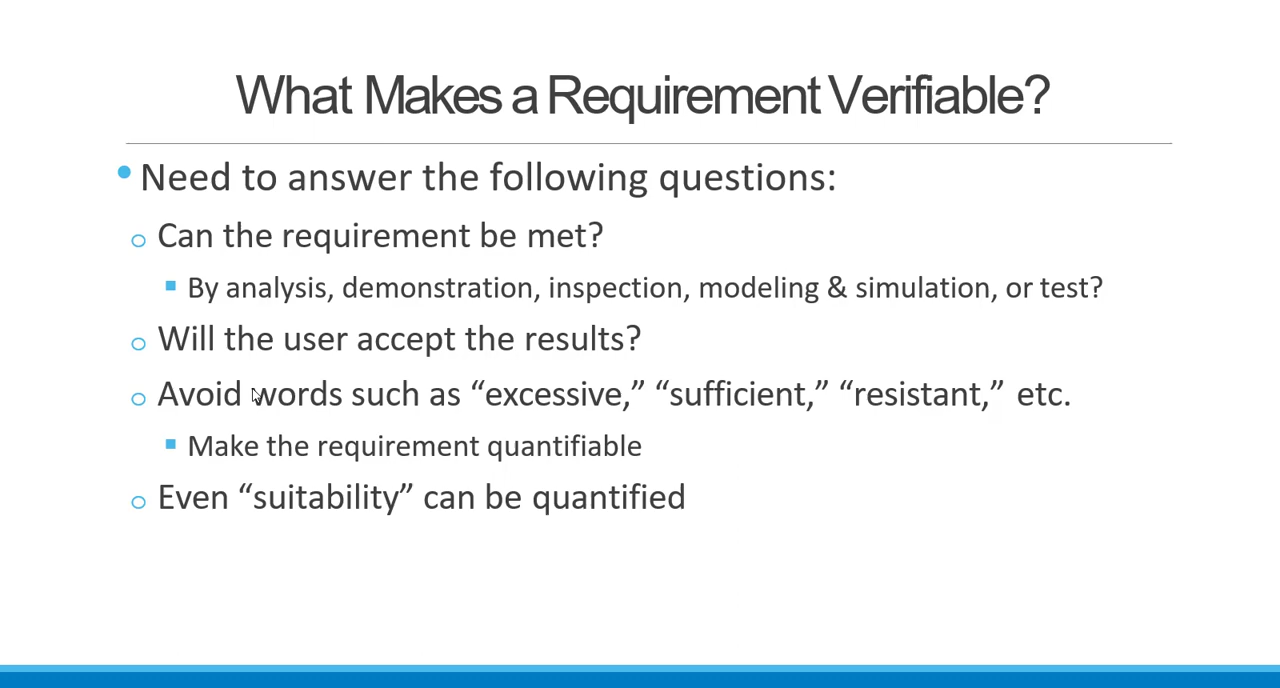 What Makes a Requirement Verifiable?
• Need to answer the following questions:
o Can the requirement be met?
▪ By analysis, demonstration, inspection, modeling & simulation, or test?
o Will the user accept the results?
o Avoid words such as “excessive,” “sufficient,” “resistant,” etc.
▪ Make the requirement quantifiable
o Even “suitability” can be quantified